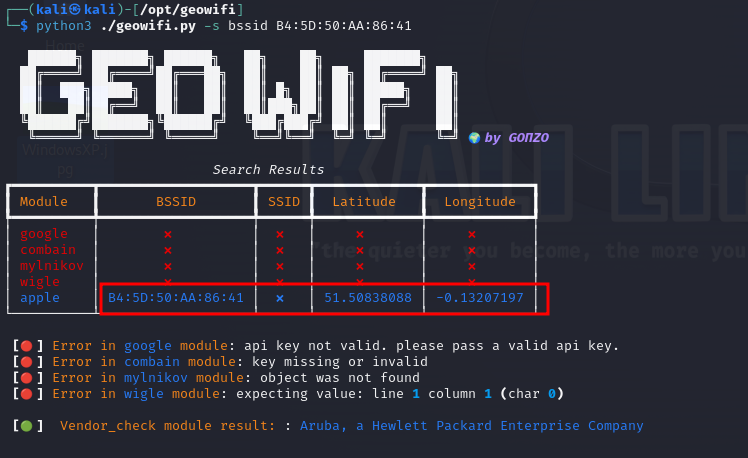 (kali㉿kali)-[/opt/geowifi]
$ python3 ./geowifi.py -s bssid B4:5D:50:AA:86:41
GEOWIFI
🌍 by GOПZO
Search Results
Module BSSID SSID Latitude Longitude
google × × × ×
combain × × × ×
mylnikov × × × ×
wigle × × × ×
apple B4:5D:50:AA:86:41 × 51.50838088 -0.13207197
[🔴] Error in google module: api key not valid. please pass a valid api key.
[🔴] Error in combain module: key missing or invalid
[🔴] Error in mylnikov module: object was not found
[🔴] Error in wigle module: expecting value: line 1 column 1 (char 0)
[🟢] Vendor_check module result: : Aruba, a Hewlett Packard Enterprise Company
KALI LI
"the quieter you become, the more you
WindowsXP